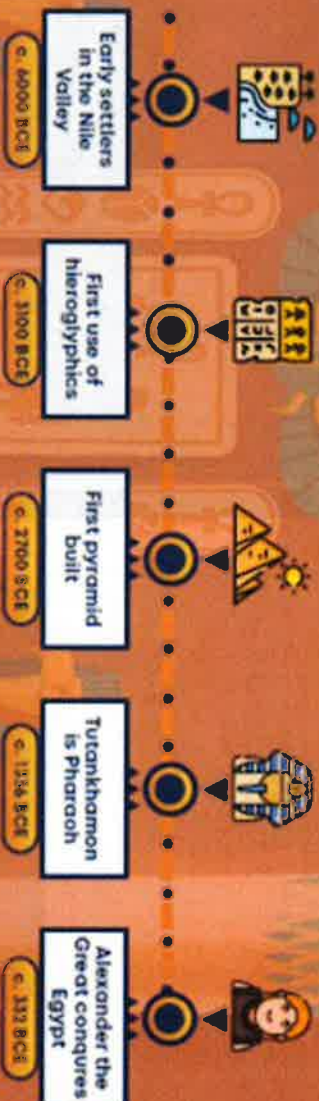 Early settlers
in the Nile
Valley
c. 6000 BCE
First use of
hieroglyphics
c. 3100 BCE
First pyramid
built
c. 2700 BCE
Tutankhamon
is Pharaoh
c. 1336 BCE
Alexander the
Great conqures
Egypt
c. 332 BCE